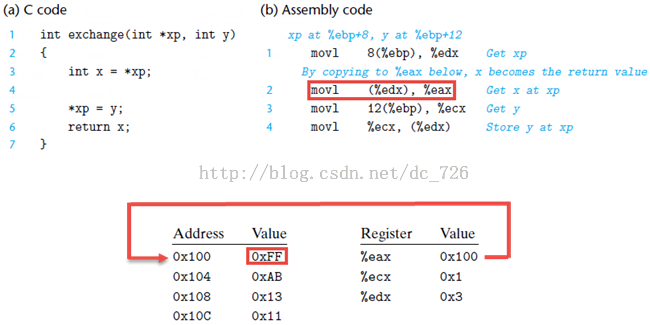 (a) C code
1 int exchange(int *xp, int y)
2 {
3 int x = *xp;
4
5 *xp = y;
6 return x;
7 }
(b) Assembly code
xp at %ebp+8, y at %ebp+12
1 movl 8(%ebp), %edx Get xp
By copying to %eax below, x becomes the return value
2 movl (%edx), %eax Get x at xp
3 movl 12(%ebp), %ecx Get y
4 movl %ecx, (%edx) Store y at xp
http://blog.csdn.net/dc_726
Address Value
0x100 0xFF
0x104 0xAB
0x108 0x13
0x10C 0x11
Register Value
%eax 0x100
%ecx 0x1
%edx 0x3